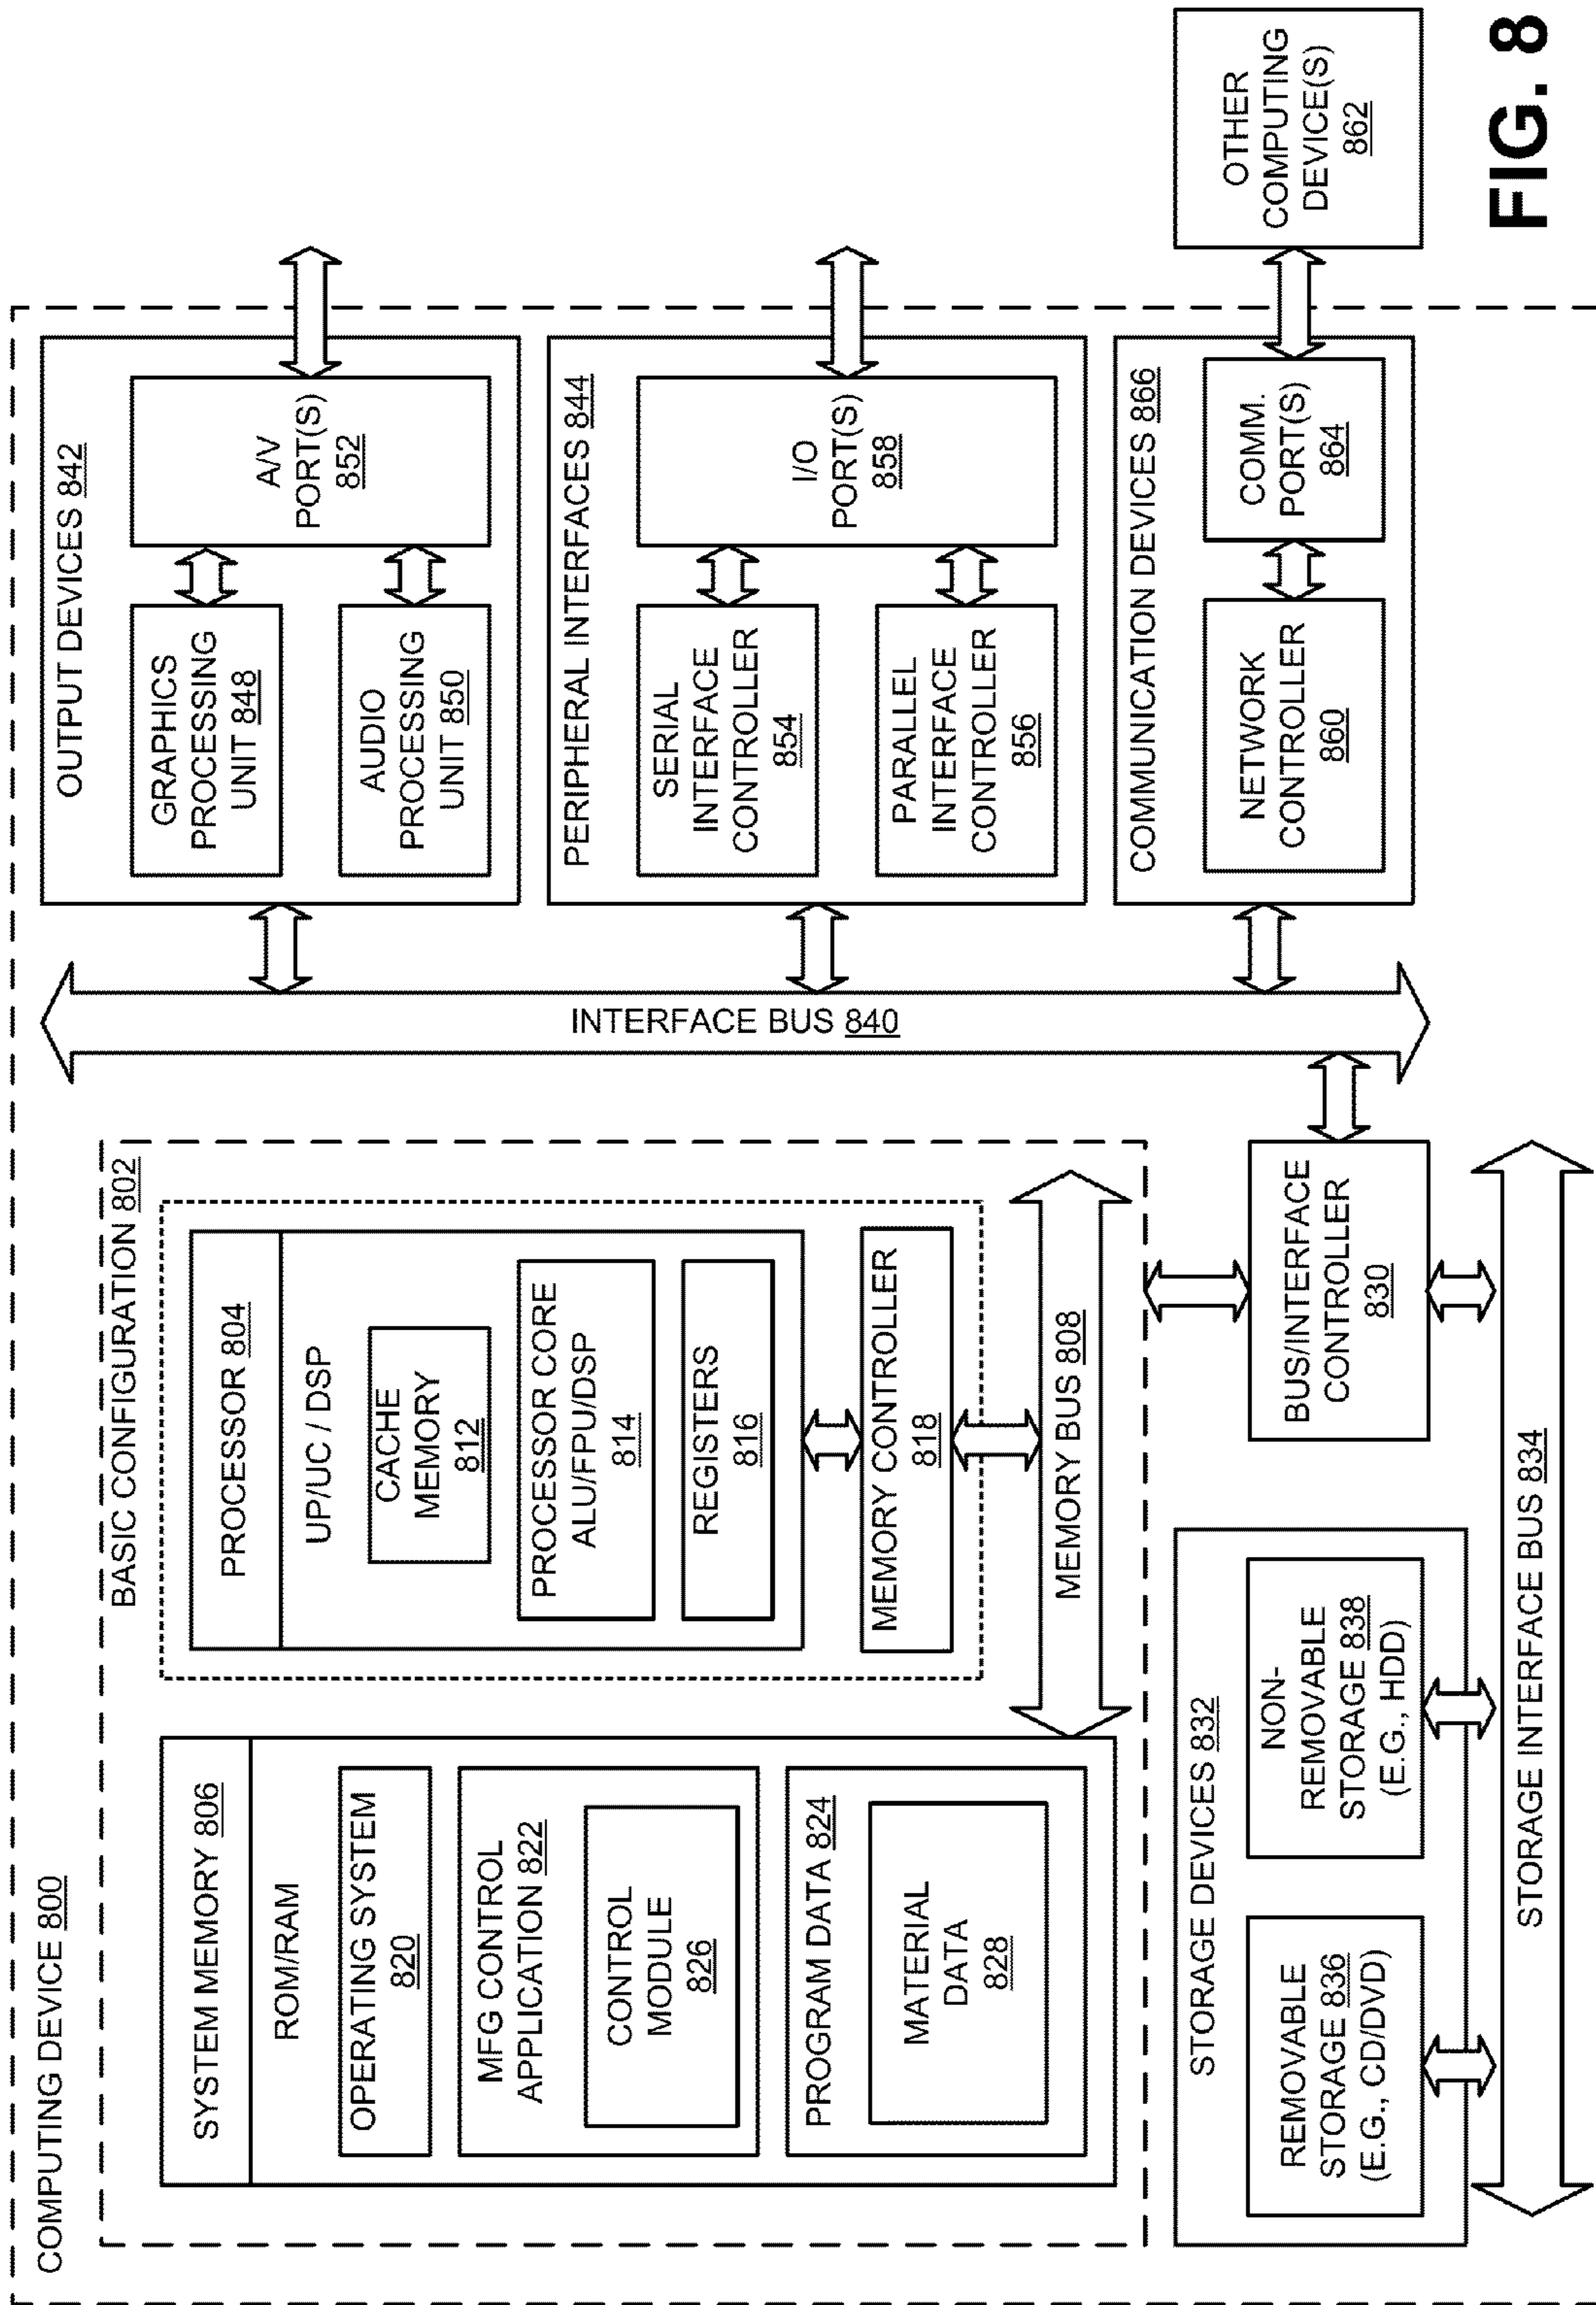 COMPUTING DEVICE 800
BASIC CONFIGURATION 802
SYSTEM MEMORY 806
ROM/RAM
OPERATING SYSTEM
820
MFG CONTROL
APPLICATION 822
CONTROL
MODULE
826
PROGRAM DATA 824
MATERIAL
DATA
828
PROCESSOR 804
UP/UC / DSP
CACHE
MEMORY
812
PROCESSOR CORE
ALU/FPU/DSP
814
REGISTERS
816
MEMORY CONTROLLER
818
MEMORY BUS 808
BUS/INTERFACE
CONTROLLER
830
STORAGE DEVICES 832
REMOVABLE
STORAGE 836
(E.G., CD/DVD)
NON-
REMOVABLE
STORAGE 838
(E.G., HDD)
STORAGE INTERFACE BUS 834
INTERFACE BUS 840
OUTPUT DEVICES 842
GRAPHICS
PROCESSING
UNIT 848
AUDIO
PROCESSING
UNIT 850
A/V
PORT(S)
852
PERIPHERAL INTERFACES 844
SERIAL
INTERFACE
CONTROLLER
854
PARALLEL
INTERFACE
CONTROLLER
856
I/O
PORT(S)
858
COMMUNICATION DEVICES 866
NETWORK
CONTROLLER
860
COMM.
PORT(S)
864
OTHER
COMPUTING
DEVICE(S)
862
FIG. 8